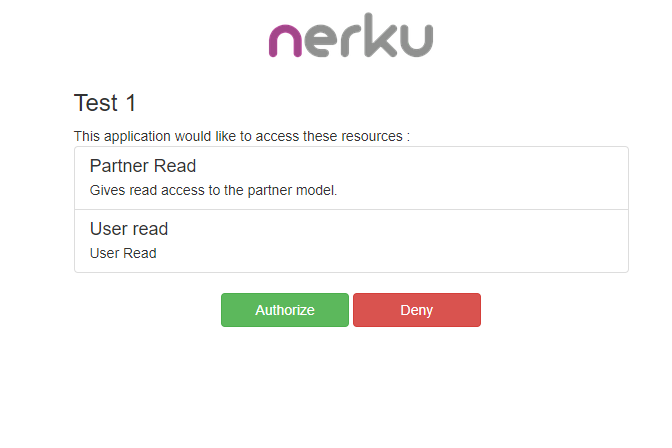 nerku
Test 1
This application would like to access these resources :
Partner Read
Gives read access to the partner model.
User read
User Read
Authorize
Deny